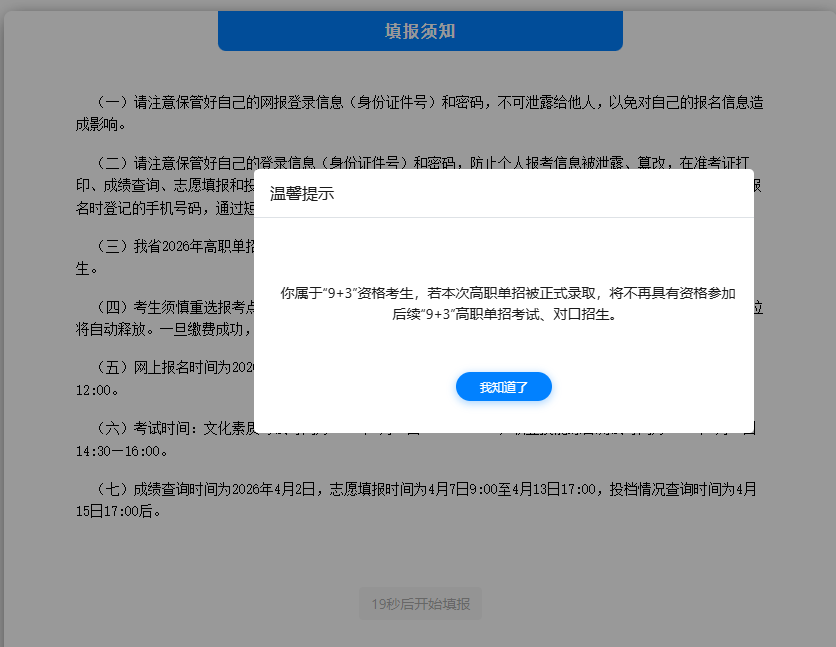 填报须知
（一）请注意保管好自己的网报登录信息（身份证件号）和密码，不可泄露给他人，以免对自己的报名信息造
成影响。
（二）请注意保管好自己的登录信息（身份证件号）和密码，防止个人报考信息被泄露、篡改，在准考证打
印、成绩查询、志愿填报和投
报
名时登记的手机号码，通过短
（三）我省2026年高职单招
生。
（四）考生须慎重选报考点
位
将自动释放。一旦缴费成功，
（五）网上报名时间为202
12:00。
（六）考试时间：文化素质
14:30—16:00。
（七）成绩查询时间为2026年4月2日，志愿填报时间为4月7日9:00至4月13日17:00，投档情况查询时间为4月
15日17:00后。
温馨提示
你属于“9+3”资格考生，若本次高职单招被正式录取，将不再具有资格参加
后续“9+3”高职单招考试、对口招生。
我知道了
19秒后开始填报